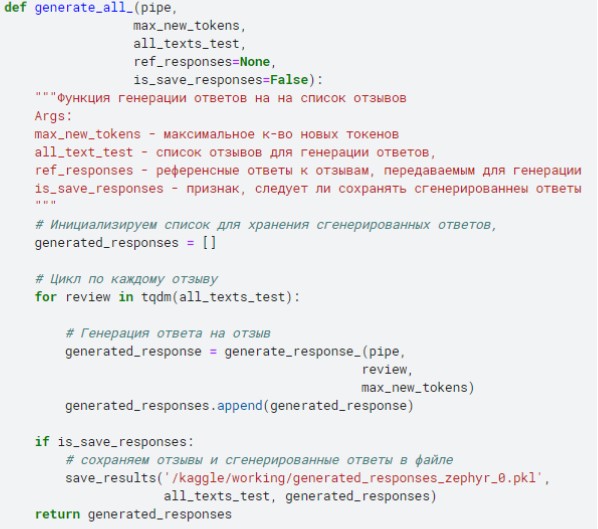 def generate_all_(pipe,
                 max_new_tokens,
                 all_texts_test,
                 ref_responses=None,
                 is_save_responses=False):
    """Функция генерации ответов на на список отзывов
    Args:
    max_new_tokens - максимальное к-во новых токенов
    all_text_test - список отзывов для генерации ответов,
    ref_responses - референсные ответы к отзывам, передаваемым для генерации
    is_save_responses - признак, следует ли сохранять сгенерированнеы ответы
    """
    # Инициализируем список для хранения сгенерированных ответов,
    generated_responses = []
    # Цикл по каждому отзыву
    for review in tqdm(all_texts_test):
        # Генерация ответа на отзыв
        generated_response = generate_response_(pipe,
                                                review,
                                                max_new_tokens)
        generated_responses.append(generated_response)
    if is_save_responses:
        # сохраняем отзывы и сгенерированные ответы в файле
        save_results('/kaggle/working/generated_responses_zephyr_0.pkl',
                     all_texts_test, generated_responses)
    return generated_responses